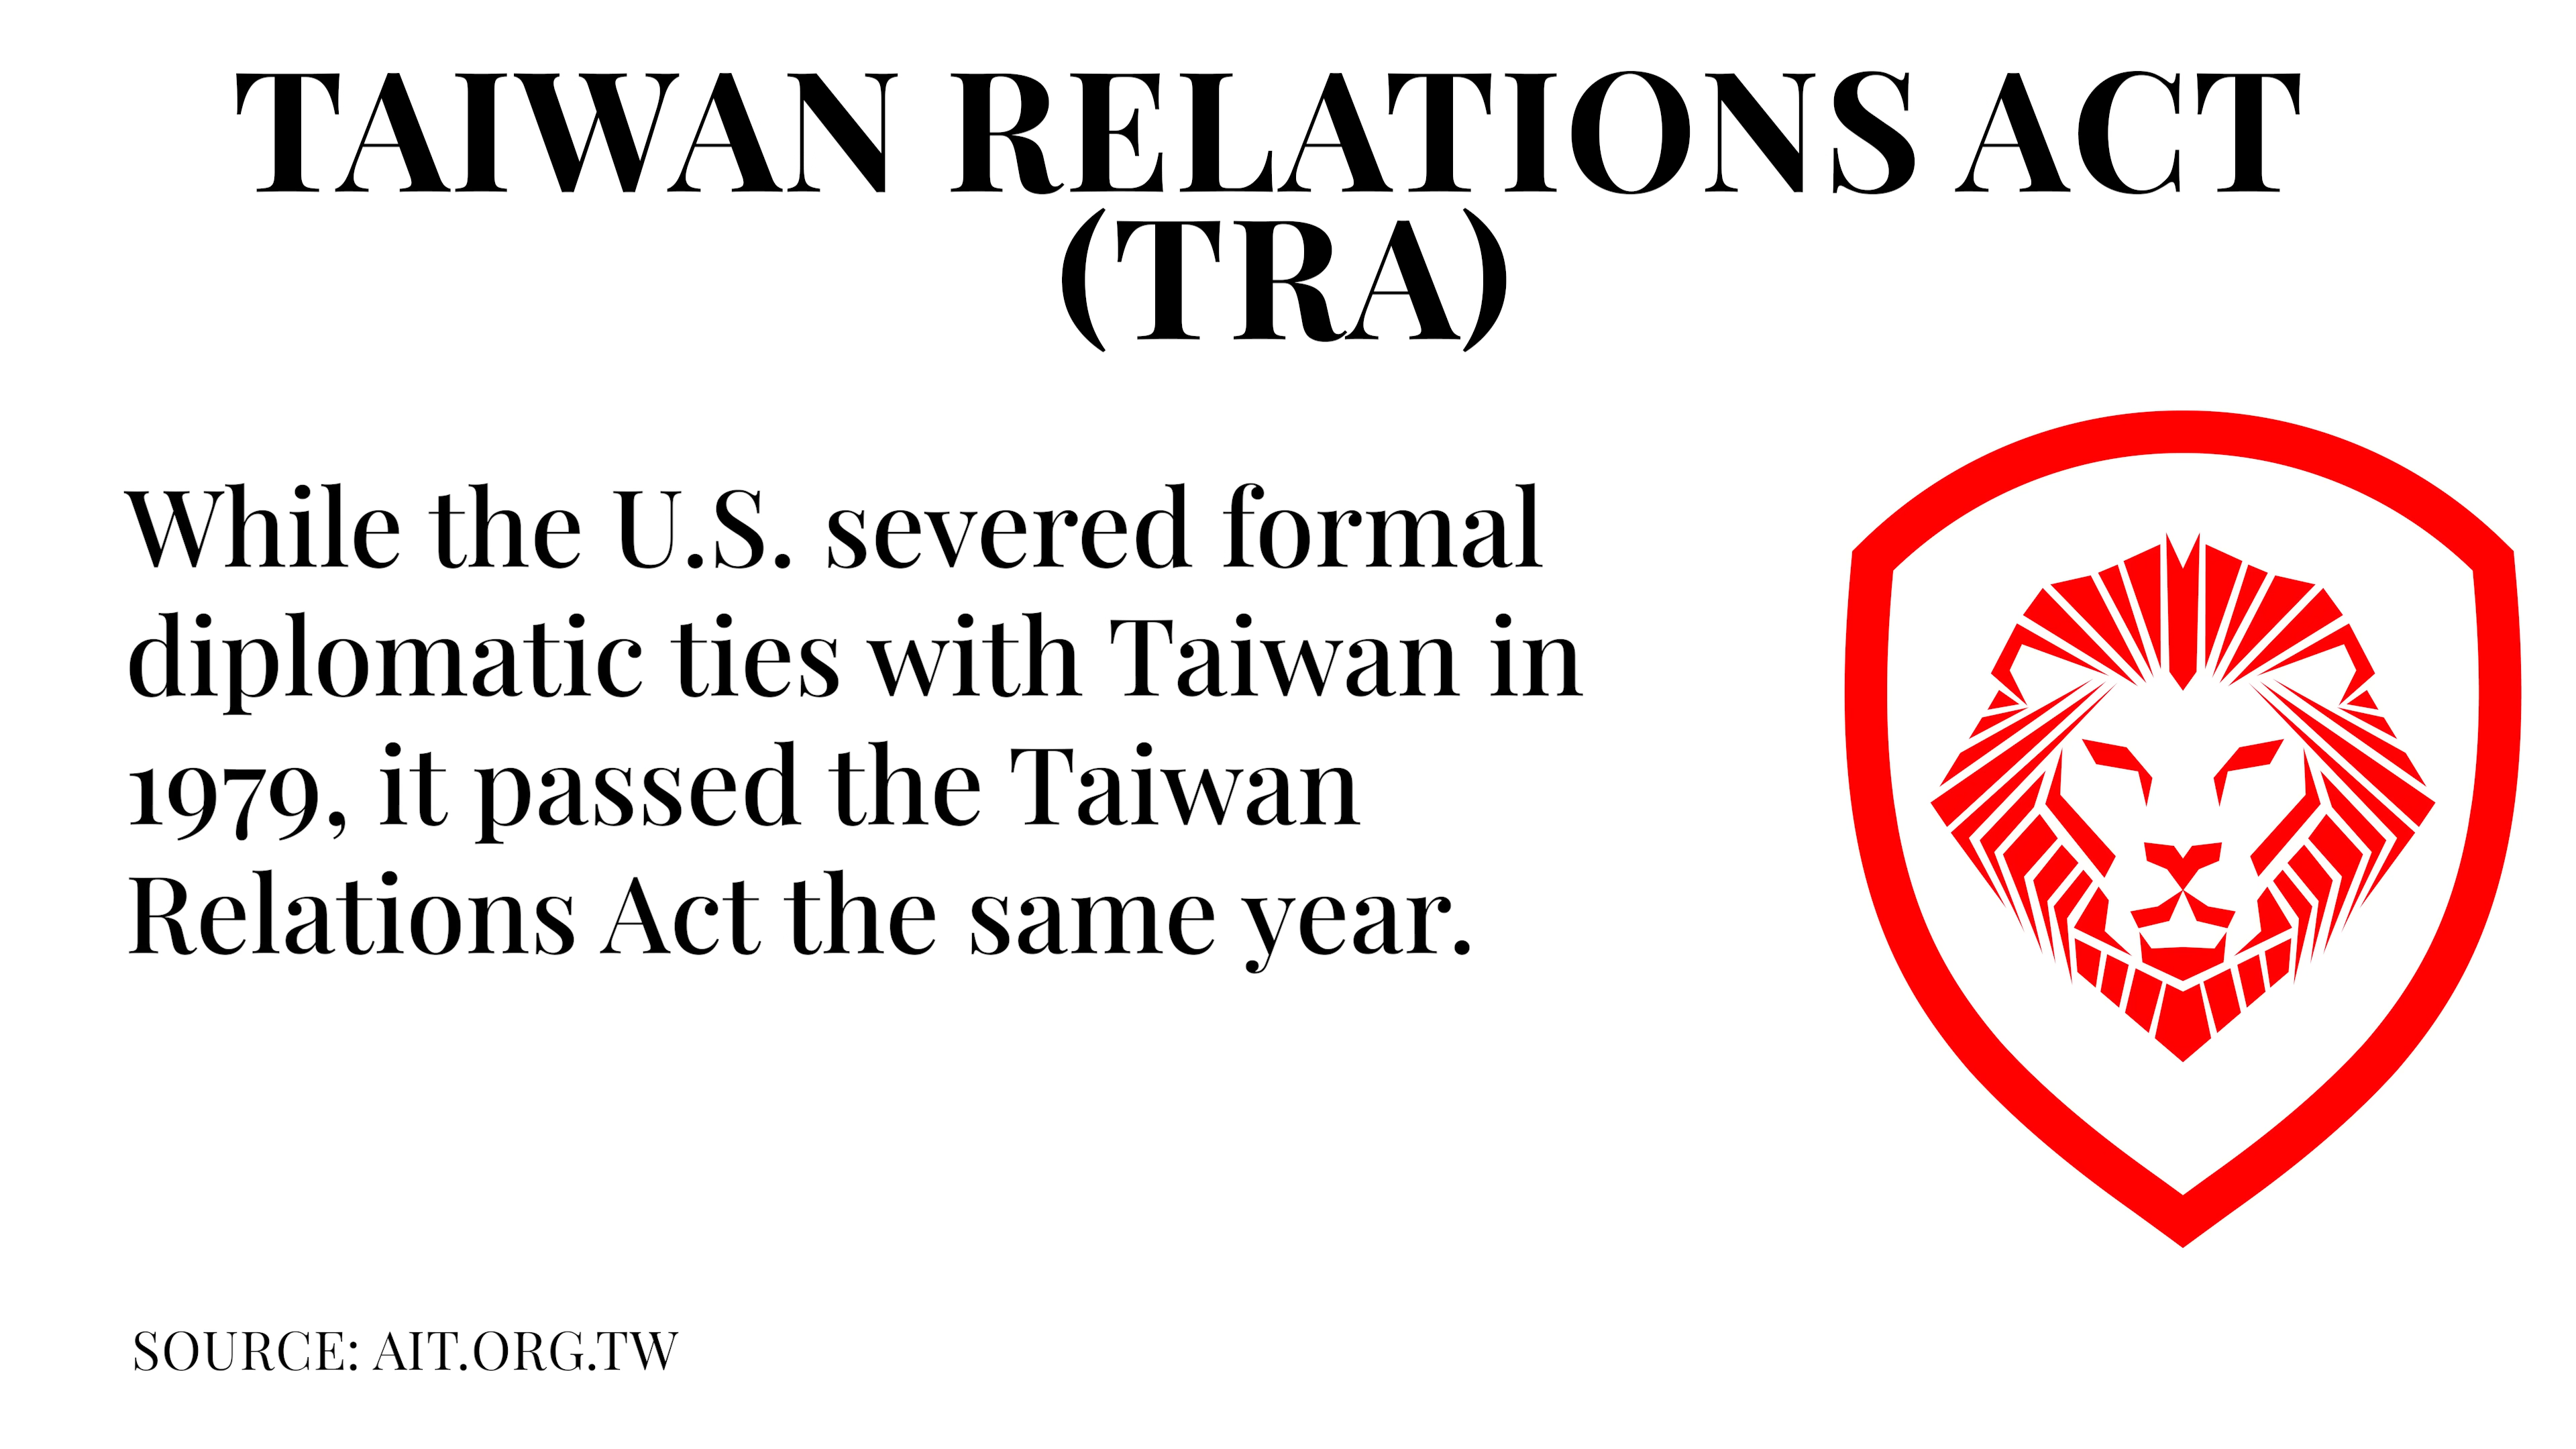 TAIWAN RELATIONS ACT
(TRA)
While the U.S. severed formal
diplomatic ties with Taiwan in
1979, it passed the Taiwan
Relations Act the same year.
SOURCE: AIT.ORG.TW